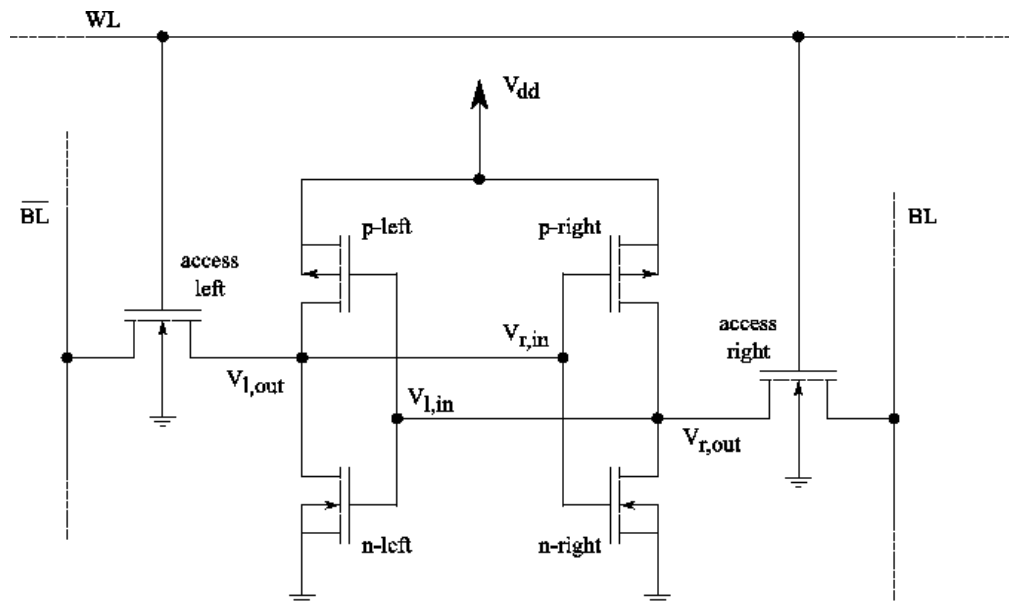 WL
V_dd
B̅L̅
p-left
p-right
BL
access
left
access
right
V_r,in
V_l,out
V_l,in
V_r,out
n-left
n-right